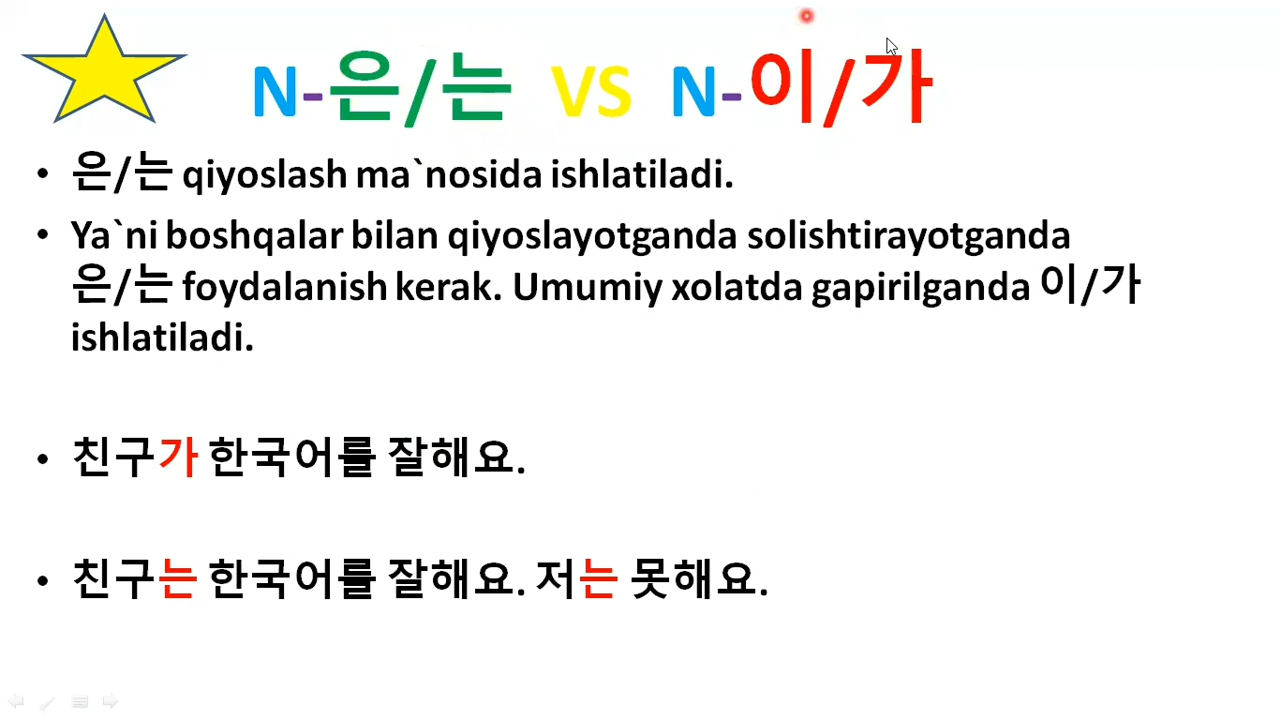 N-은/는 VS N-이/가
• 은/는 qiyoslash ma`nosida ishlatiladi.
• Ya`ni boshqalar bilan qiyoslayotganda solishtirayotganda
은/는 foydalanish kerak. Umumiy xolatda gapirilganda 이/가
ishlatiladi.
• 친구가 한국어를 잘해요.
• 친구는 한국어를 잘해요. 저는 못해요.